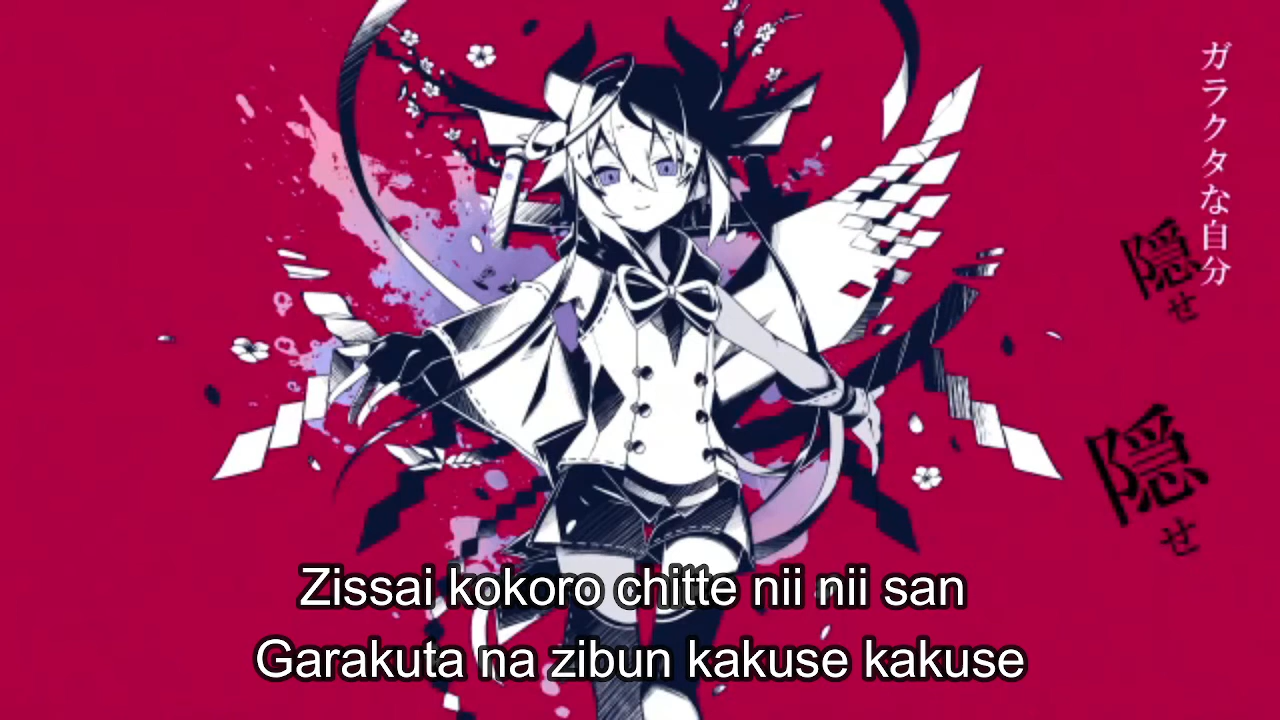 ガラクタな自分
隠せ
隠せ
Zissai kokoro chitte nii nii san
Garakuta na zibun kakuse kakuse